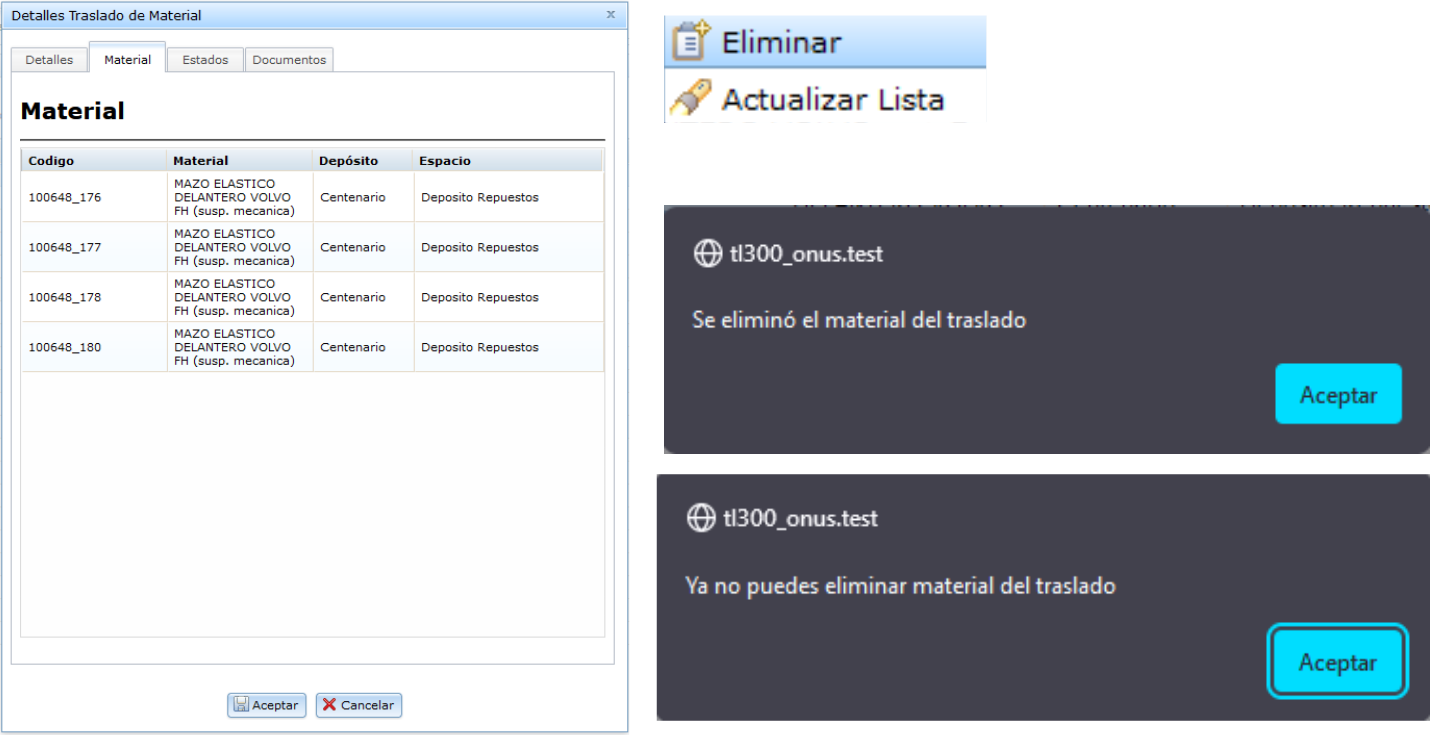 Detalles Traslado de Material
x
Detalles Material Estados Documentos
Material
Codigo Material Depósito Espacio
100648_176 MAZO ELASTICO DELANTERO VOLVO FH (susp. mecanica) Centenario Deposito Repuestos
100648_177 MAZO ELASTICO DELANTERO VOLVO FH (susp. mecanica) Centenario Deposito Repuestos
100648_178 MAZO ELASTICO DELANTERO VOLVO FH (susp. mecanica) Centenario Deposito Repuestos
100648_180 MAZO ELASTICO DELANTERO VOLVO FH (susp. mecanica) Centenario Deposito Repuestos
Aceptar Cancelar
Eliminar
Actualizar Lista
tl300_onus.test
Se eliminó el material del traslado
Aceptar
tl300_onus.test
Ya no puedes eliminar material del traslado
Aceptar